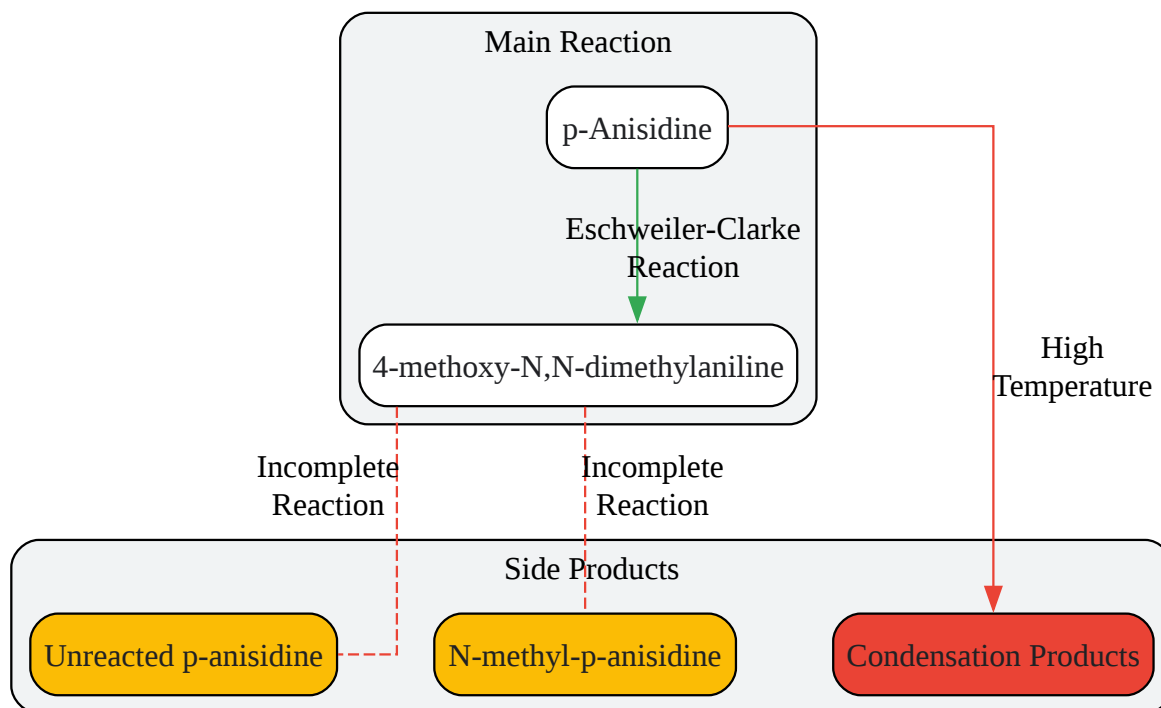 Main Reaction
p-Anisidine
Eschweiler-Clarke
Reaction
4-methoxy-N,N-dimethylaniline
High
Temperature
Incomplete
Reaction
Incomplete
Reaction
Side Products
Unreacted p-anisidine
N-methyl-p-anisidine
Condensation Products